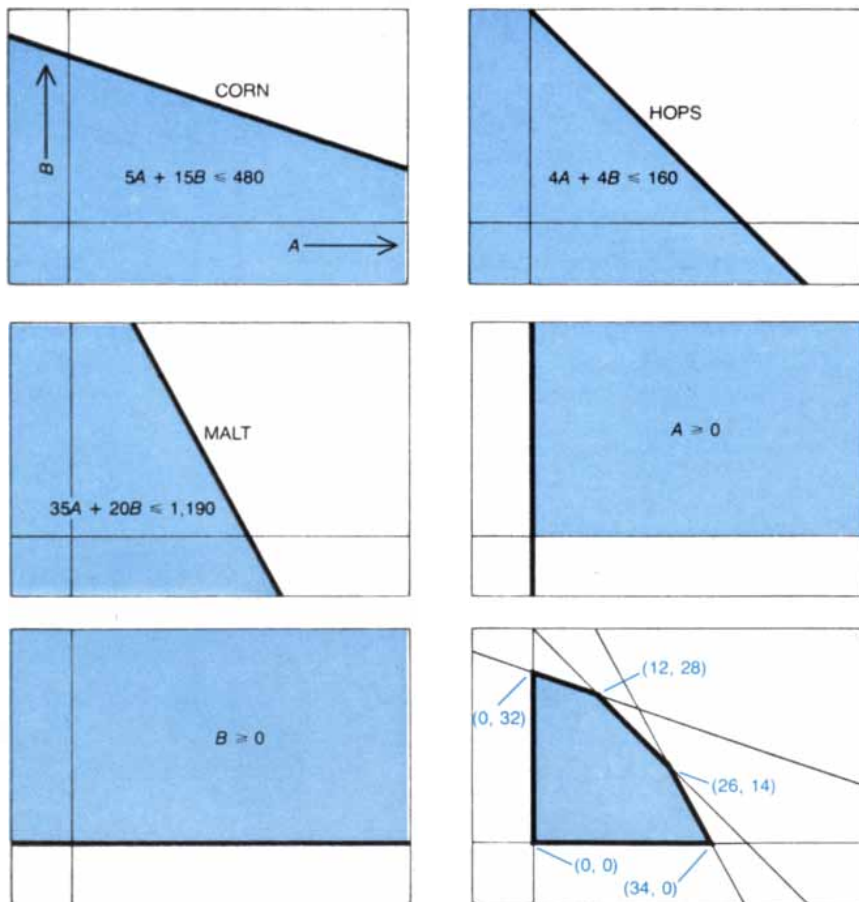 CORN
B
5A + 15B ≤ 480
A
HOPS
4A + 4B ≤ 160
MALT
35A + 20B ≤ 1,190
A ≥ 0
B ≥ 0
(12, 28)
(0, 32)
(26, 14)
(0, 0)
(34, 0)